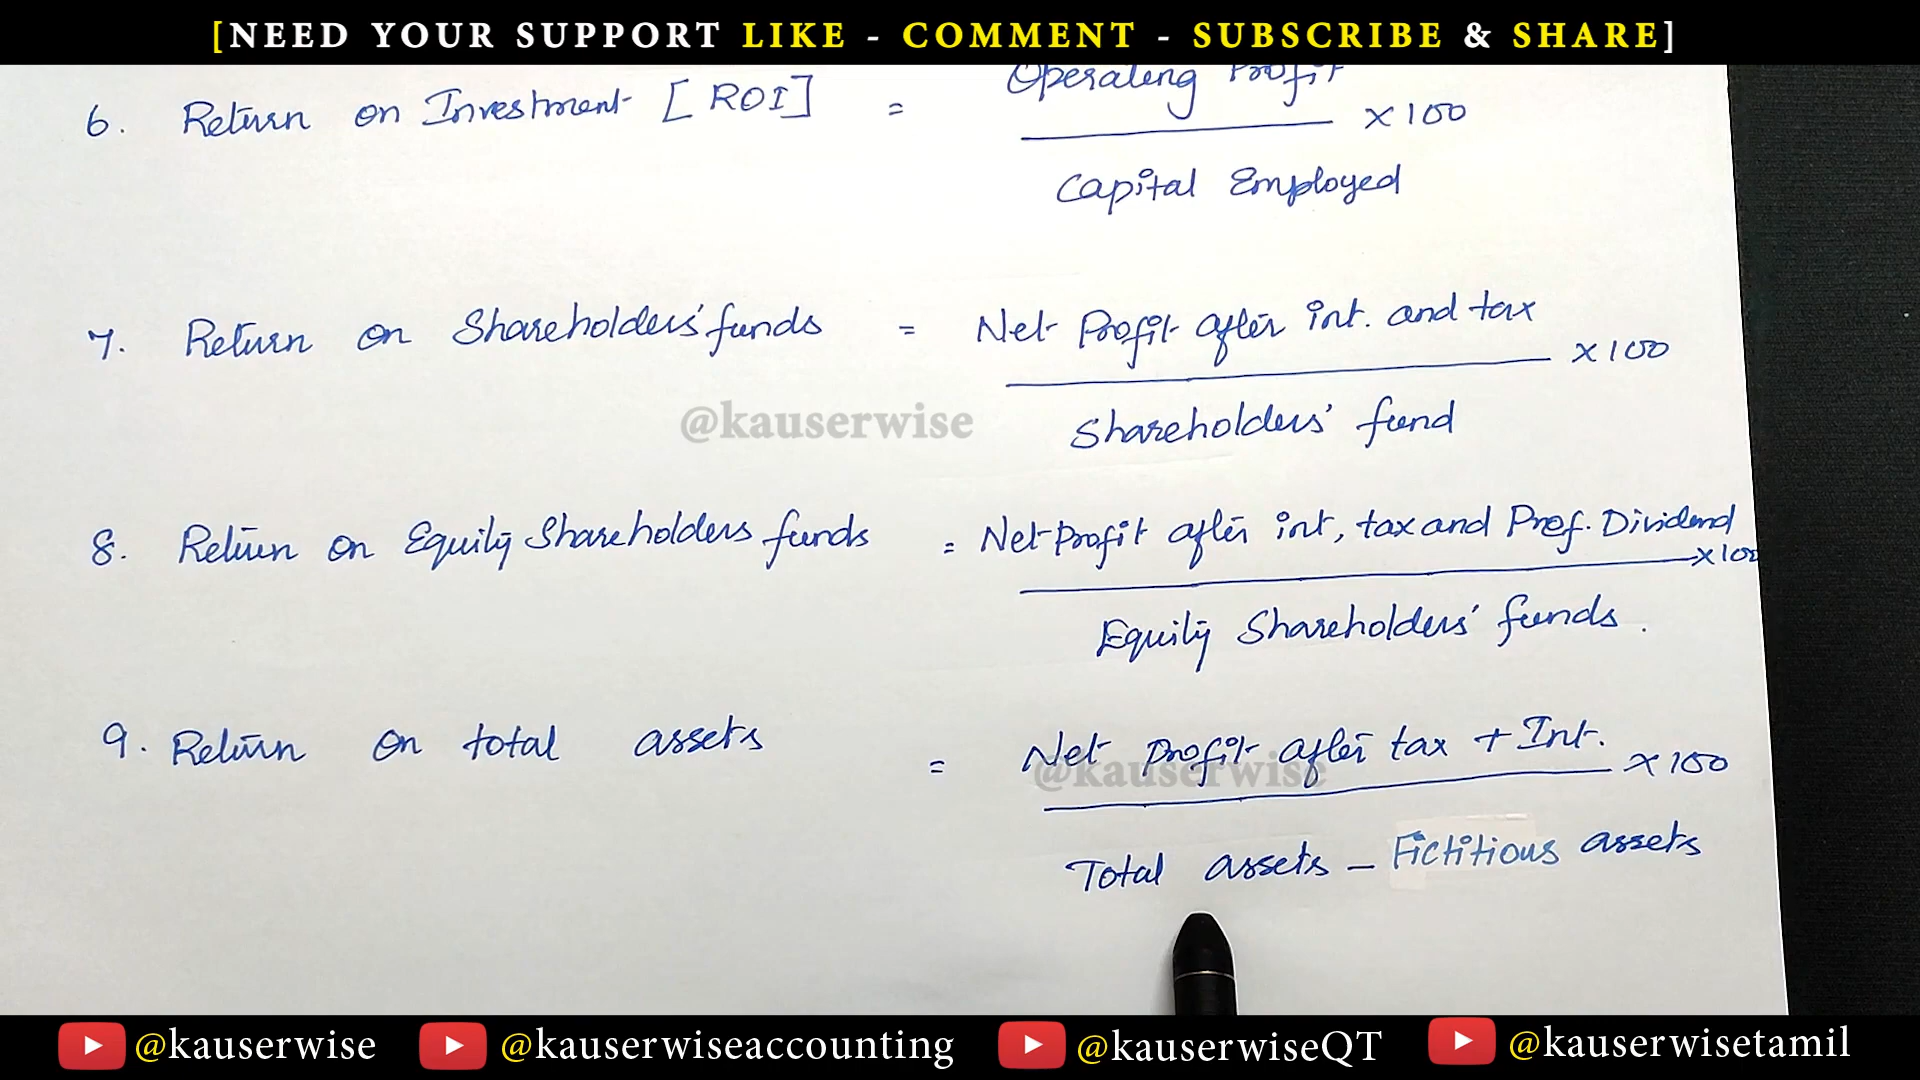 [NEED YOUR SUPPORT LIKE - COMMENT - SUBSCRIBE & SHARE]
Operating Profit
6. Return on Investment [ROI] = ——— x 100
Capital Employed
Net Profit after int. and tax
7. Return on Shareholders' funds = ——— x 100
Shareholders' fund
@kauserwise
Net Profit after int, tax and Pref. Dividend
8. Return on Equity Shareholders funds = ——— x 100
Equity Shareholders' funds.
Net Profit after tax + Int.
9. Return on total assets = ——— x 100
@kauserwise
Total assets - Fictitious assets
@kauserwise @kauserwiseaccounting @kauserwiseQT @kauserwisetamil